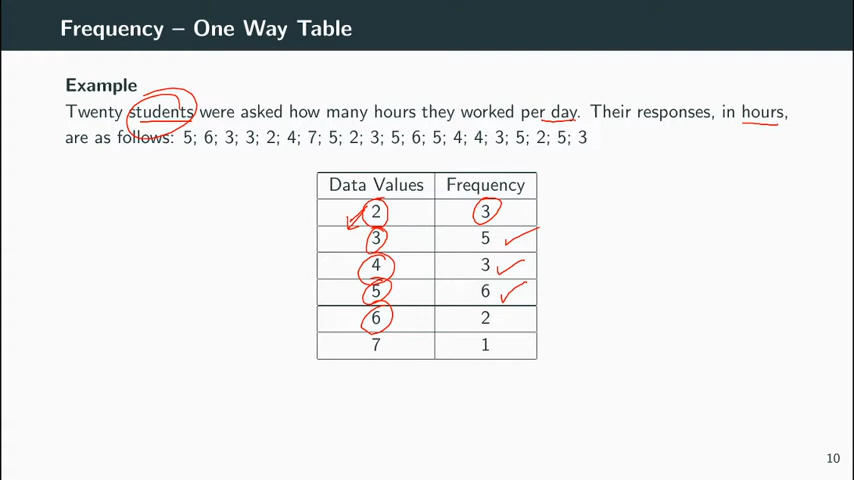 Frequency – One Way Table
Example
Twenty students were asked how many hours they worked per day. Their responses, in hours,
are as follows: 5; 6; 3; 3; 2; 4; 7; 5; 2; 3; 5; 6; 5; 4; 4; 3; 5; 2; 5; 3
Data Values Frequency
2 3
3 5
4 3
5 6
6 2
7 1
10